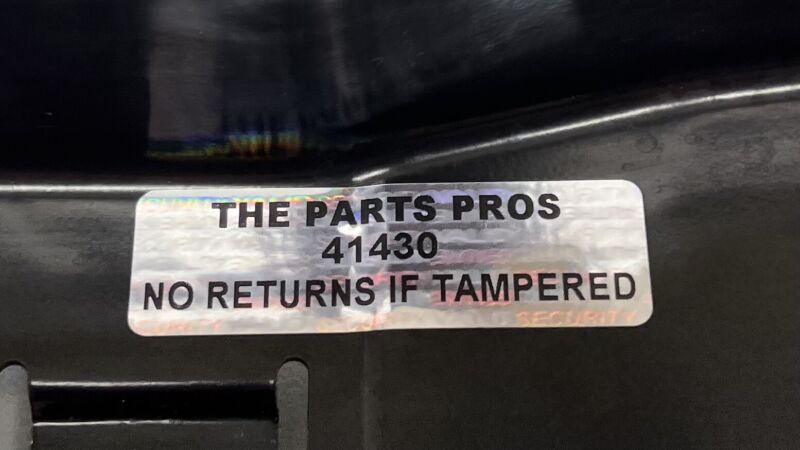 THE PARTS PROS
41430
NO RETURNS IF TAMPERED
SECURITY